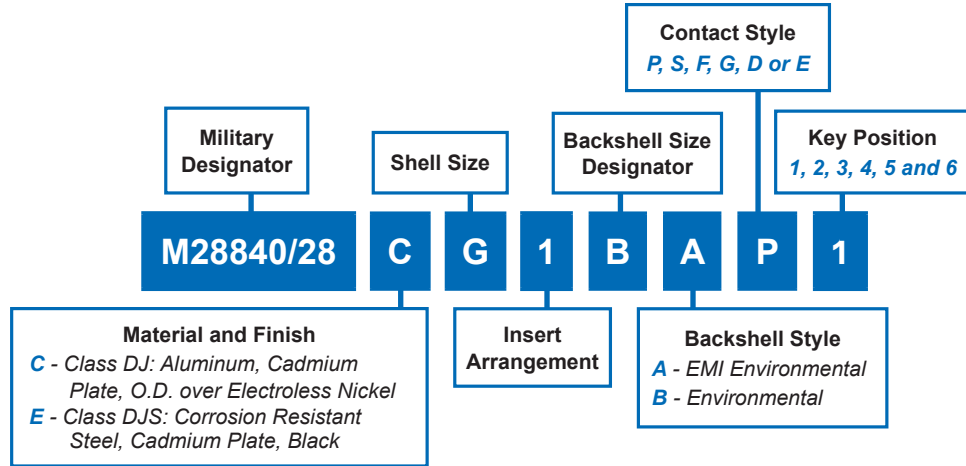 Contact Style
P, S, F, G, D or E
Military
Designator
Shell Size
Backshell Size
Designator
Key Position
1, 2, 3, 4, 5 and 6
M28840/28 C G 1 B A P 1
Material and Finish
C - Class DJ: Aluminum, Cadmium
Plate, O.D. over Electroless Nickel
E - Class DJS: Corrosion Resistant
Steel, Cadmium Plate, Black
Insert
Arrangement
Backshell Style
A - EMI Environmental
B - Environmental